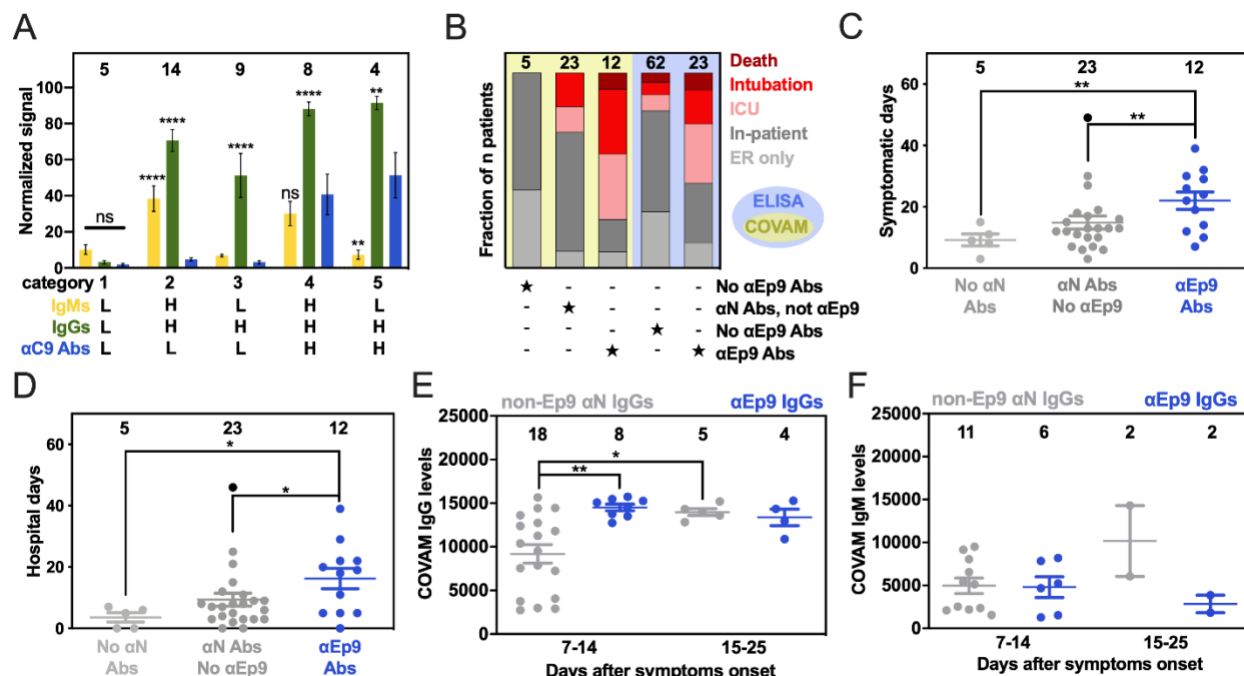 A
5 14 9 8 4
Normalized signal
100
80
60
40
20
0
ns
****
****
****
ns
****
**
**
category 1 2 3 4 5
IgMs L H L H L
IgGs L H H H H
αC9 Abs L L L H H
B
5 23 12 62 23
Fraction of n patients
Death
Intubation
ICU
In-patient
ER only
ELISA
COVAM
★ - - - - No αEp9 Abs
- ★ - - - αN Abs, not αEp9
- - - ★ - No αEp9 Abs
- - ★ - ★ αEp9 Abs
C
5 23 12
Symptomatic days
60
40
20
0
**
**
No αN Abs
αN Abs No αEp9
αEp9 Abs
D
5 23 12
Hospital days
60
40
20
0
*
*
No αN Abs
αN Abs No αEp9
αEp9 Abs
E
non-Ep9 αN IgGs αEp9 IgGs
18 8 5 4
COVAM IgG levels
25000
20000
15000
10000
5000
0
*
**
7-14 15-25
Days after symptoms onset
F
non-Ep9 αN IgGs αEp9 IgGs
11 6 2 2
COVAM IgM levels
25000
20000
15000
10000
5000
0
7-14 15-25
Days after symptoms onset